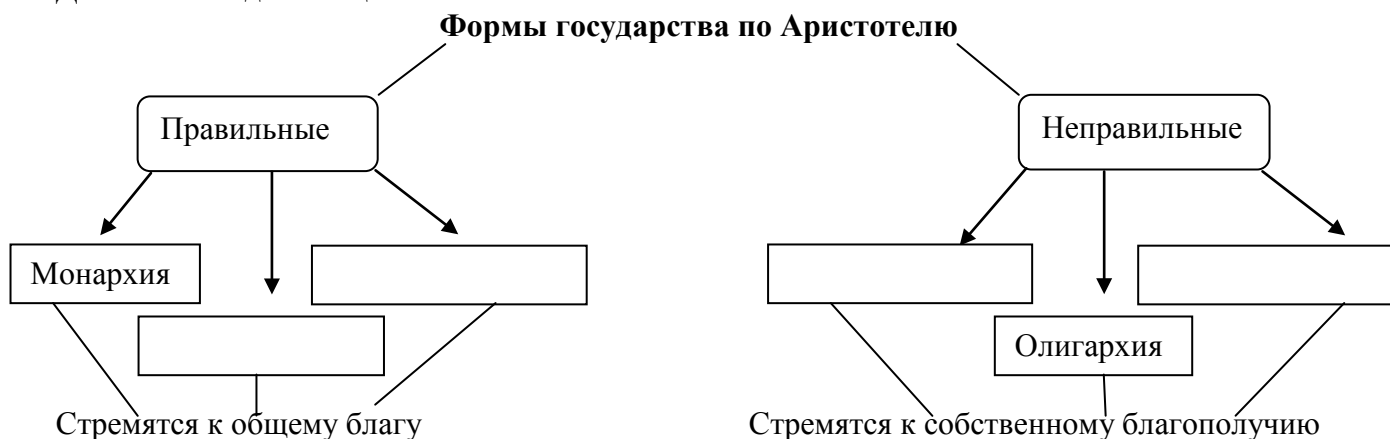 Формы государства по Аристотелю
Правильные
Неправильные
Монархия
Олигархия
Стремятся к общему благу
Стремятся к собственному благополучию